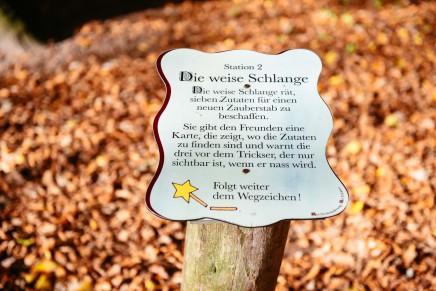 Station 2
Die weise Schlange
Die weise Schlange rät,
sieben Zutaten für einen
neuen Zauberstab zu
beschaffen.
Sie gibt den Freunden eine
Karte, die zeigt, wo die Zutaten
zu finden sind und warnt die
drei vor dem Trickser, der nur
sichtbar ist, wenn er nass wird.
Folgt weiter
dem Wegzeichen!